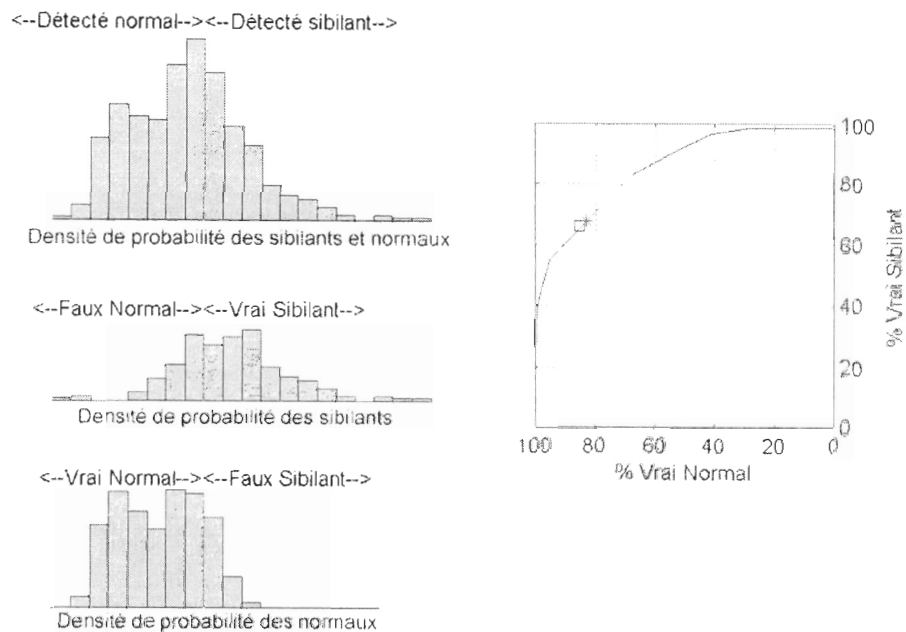 <--Détecté normal--><--Détecté sibilant-->
Densité de probabilité des sibilants et normaux
<--Faux Normal--><--Vrai Sibilant-->
Densité de probabilité des sibilants
<--Vrai Normal--><--Faux Sibilant-->
Densité de probabilité des normaux
100
80
60
40
20
0
% Vrai Sibilant
100 80 60 40 20 0
% Vrai Normal